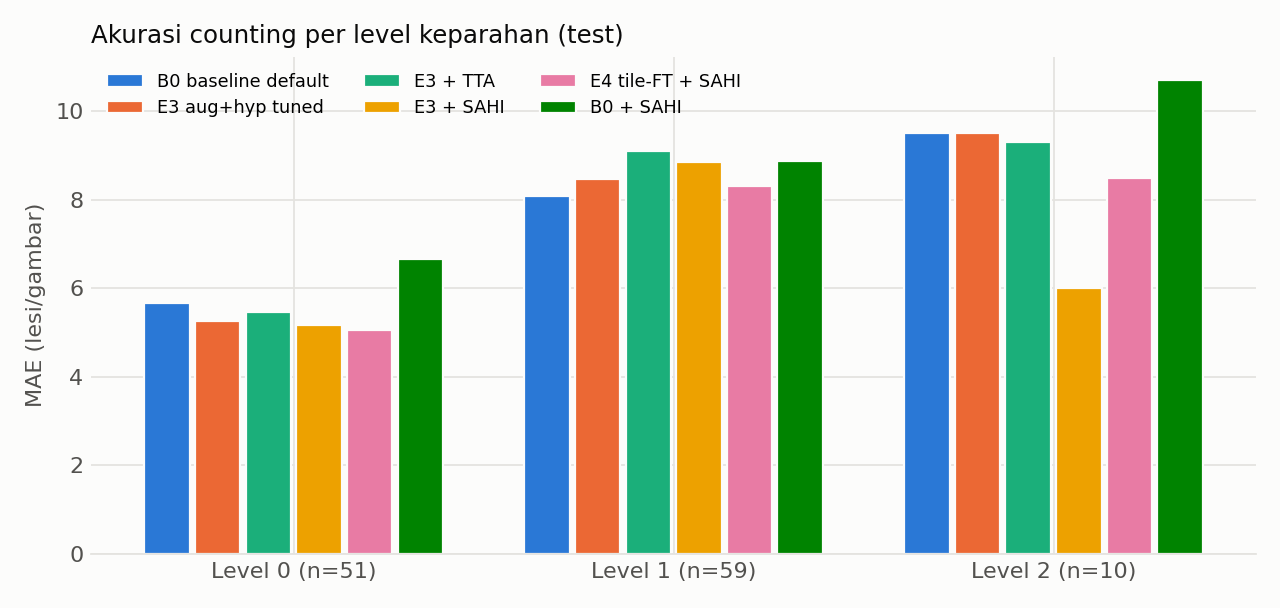 Akurasi counting per level keparahan (test)
B0 baseline default
E3 aug+hyp tuned
E3 + TTA
E3 + SAHI
E4 tile-FT + SAHI
B0 + SAHI
MAE (lesi/gambar)
10
8
6
4
2
0
Level 0 (n=51)
Level 1 (n=59)
Level 2 (n=10)